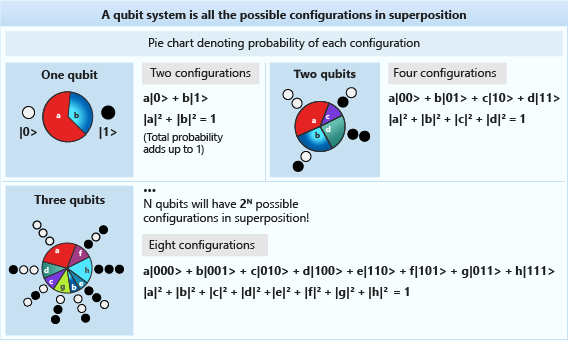 A qubit system is all the possible configurations in superposition
Pie chart denoting probability of each configuration
One qubit
a
b
|0>
|1>
Two configurations
a|0> + b|1>
|a|² + |b|² = 1
(Total probability
adds up to 1)
Two qubits
a
c
d
b
Four configurations
a|00> + b|01> + c|10> + d|11>
|a|² + |b|² + |c|² + |d|² = 1
Three qubits
a
f
d
h
c
g
b
e
...
N qubits will have 2ᴺ possible
configurations in superposition!
Eight configurations
a|000> + b|001> + c|010> + d|100> + e|110> + f|101> + g|011> + h|111>
|a|² + |b|² + |c|² + |d|² +|e|² + |f|² + |g|² + |h|² = 1